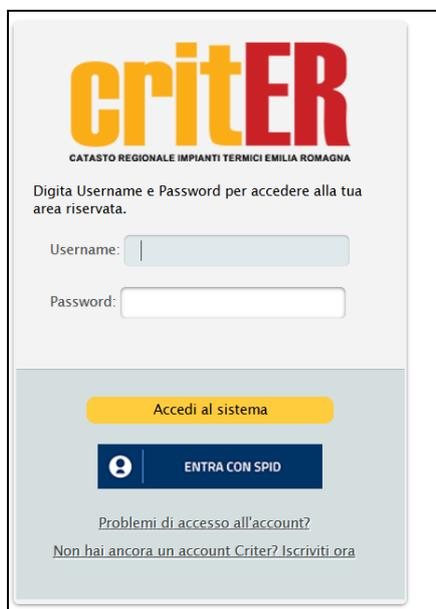 critER
CATASTO REGIONALE IMPIANTI TERMICI EMILIA ROMAGNA
Digita Username e Password per accedere alla tua
area riservata.
Username:
Password:
Accedi al sistema
ENTRA CON SPID
Problemi di accesso all'account?
Non hai ancora un account Criter? Iscriviti ora